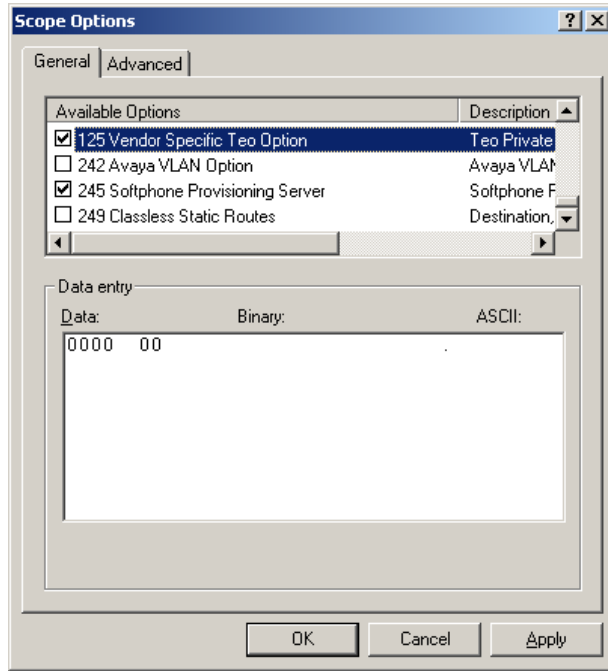 Scope Options
General Advanced
Available Options Description
125 Vendor Specific Teo Option Teo Private
242 Avaya VLAN Option Avaya VLAN
245 Softphone Provisioning Server Softphone
249 Classless Static Routes Destination,
Data entry
Data: Binary: ASCII:
0000 00 .
OK Cancel Apply